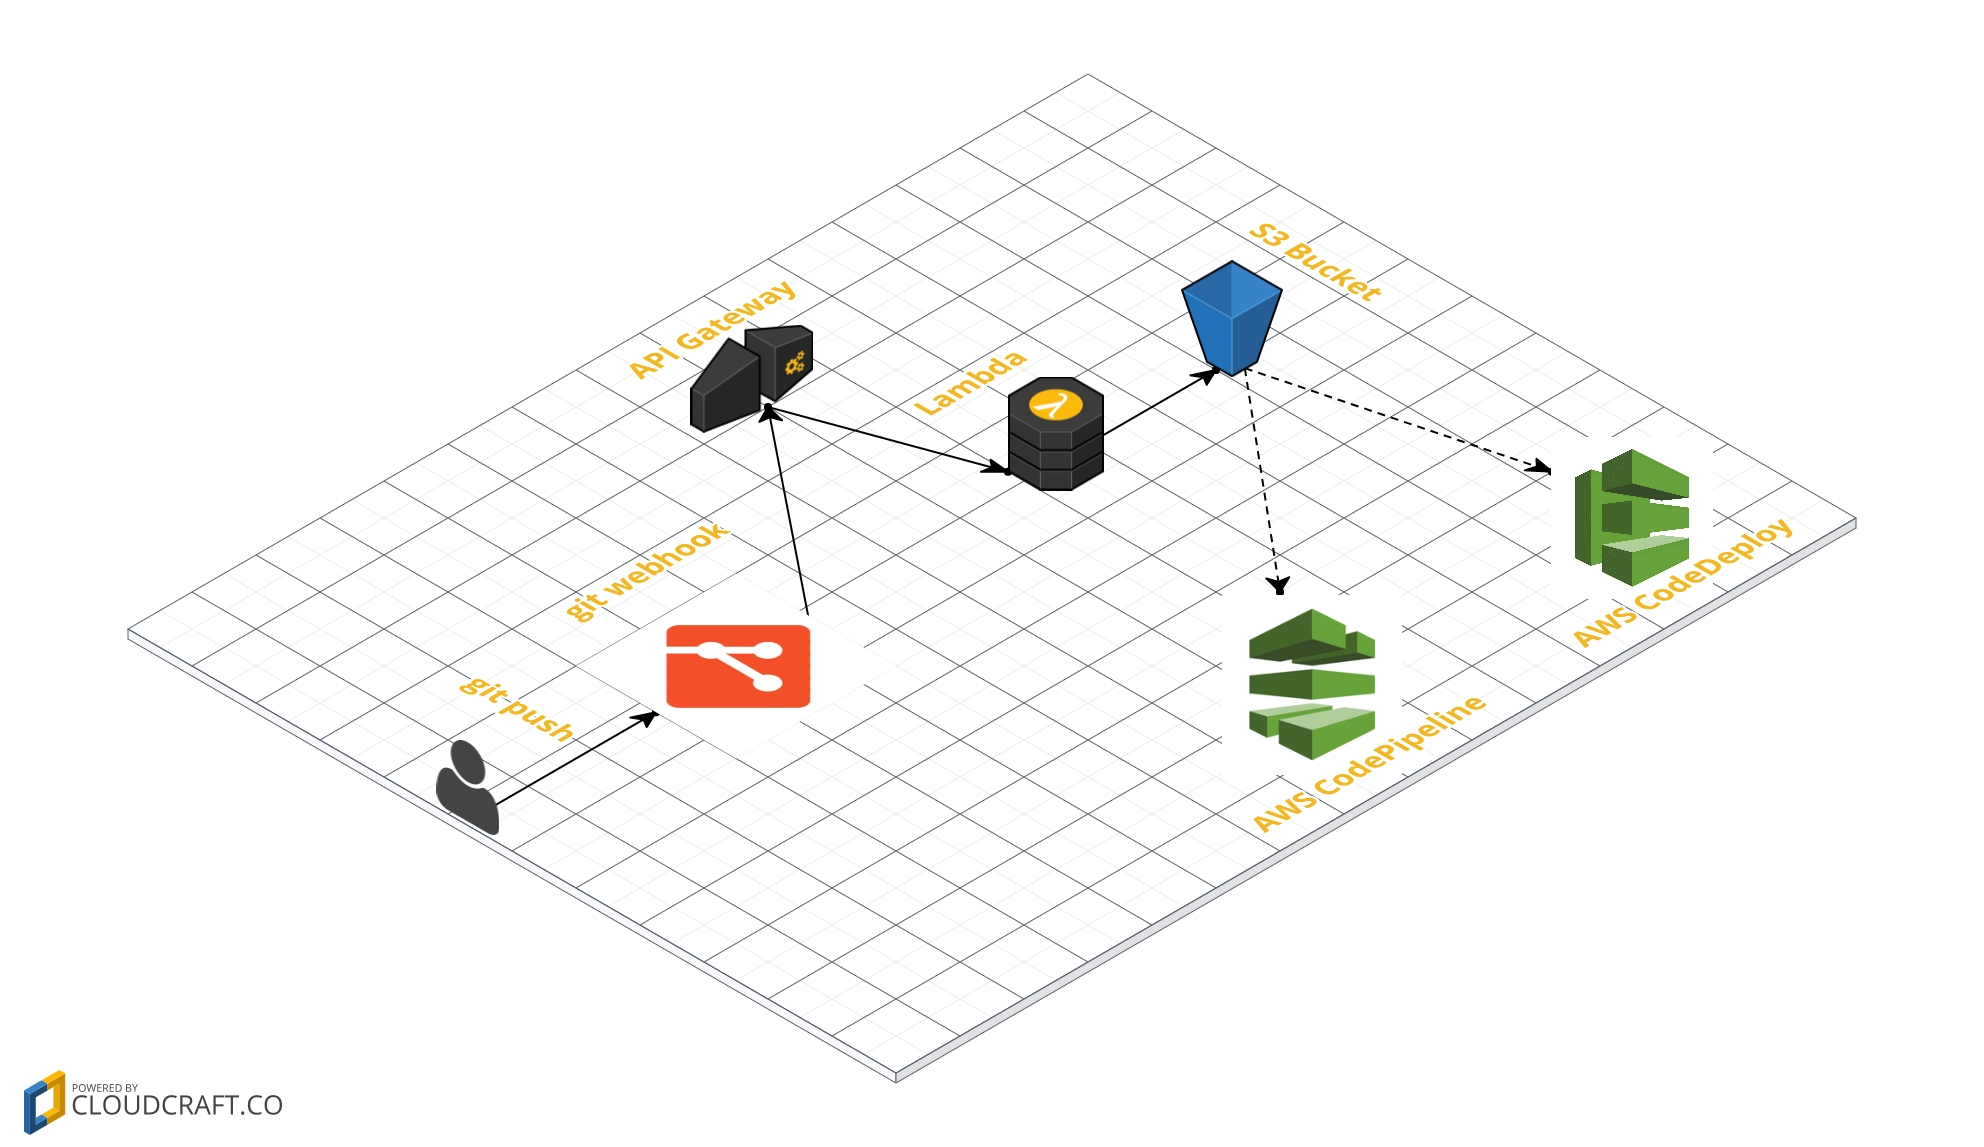 S3 Bucket
API Gateway
Lambda
git webhook
AWS CodeDeploy
git push
AWS CodePipeline
POWERED BY
CLOUDCRAFT.CO